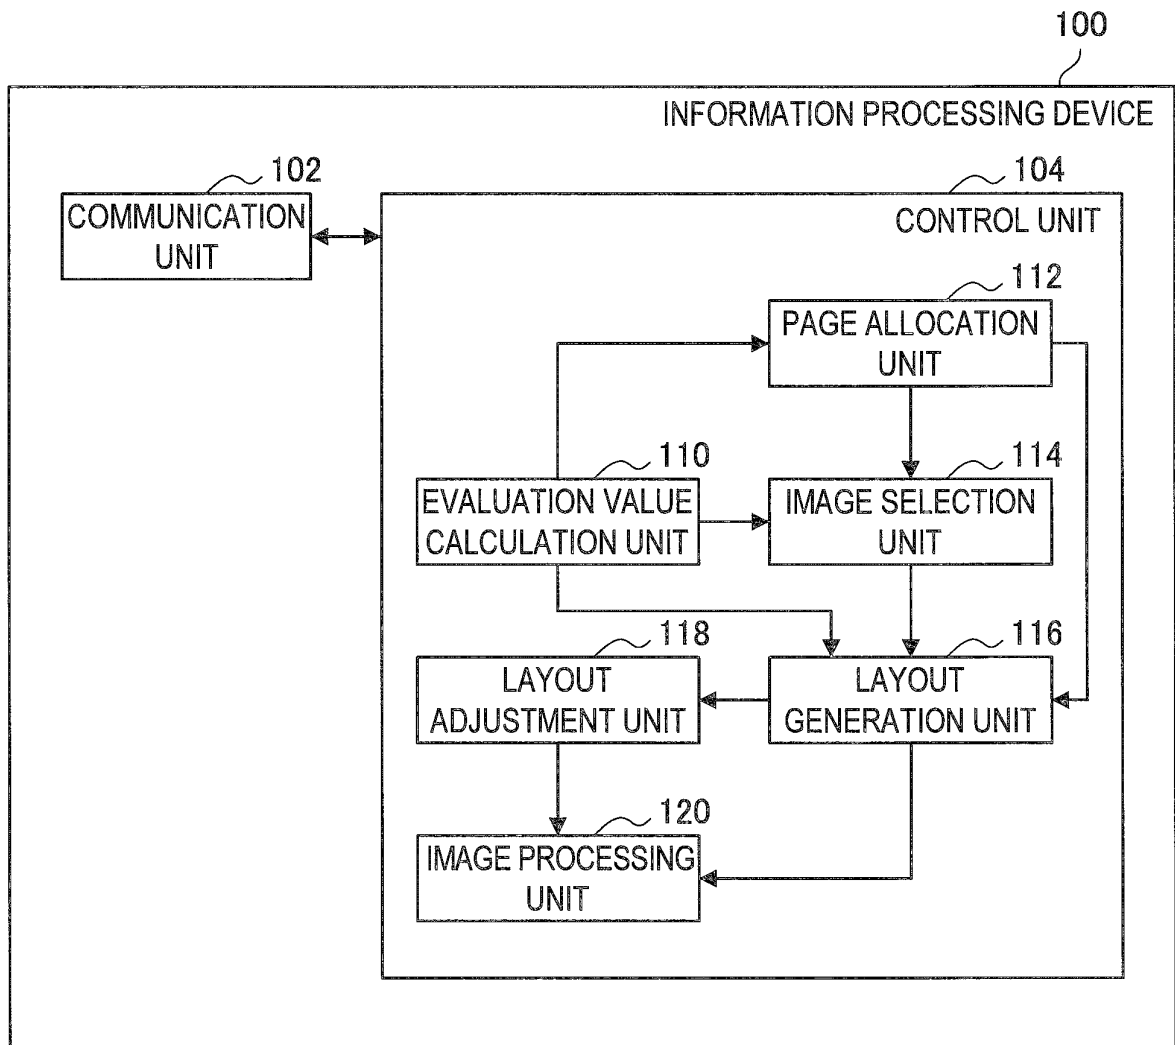 100
INFORMATION PROCESSING DEVICE
102
COMMUNICATION
UNIT
104
CONTROL UNIT
112
PAGE ALLOCATION
UNIT
110
EVALUATION VALUE
CALCULATION UNIT
114
IMAGE SELECTION
UNIT
118
LAYOUT
ADJUSTMENT UNIT
116
LAYOUT
GENERATION UNIT
120
IMAGE PROCESSING
UNIT